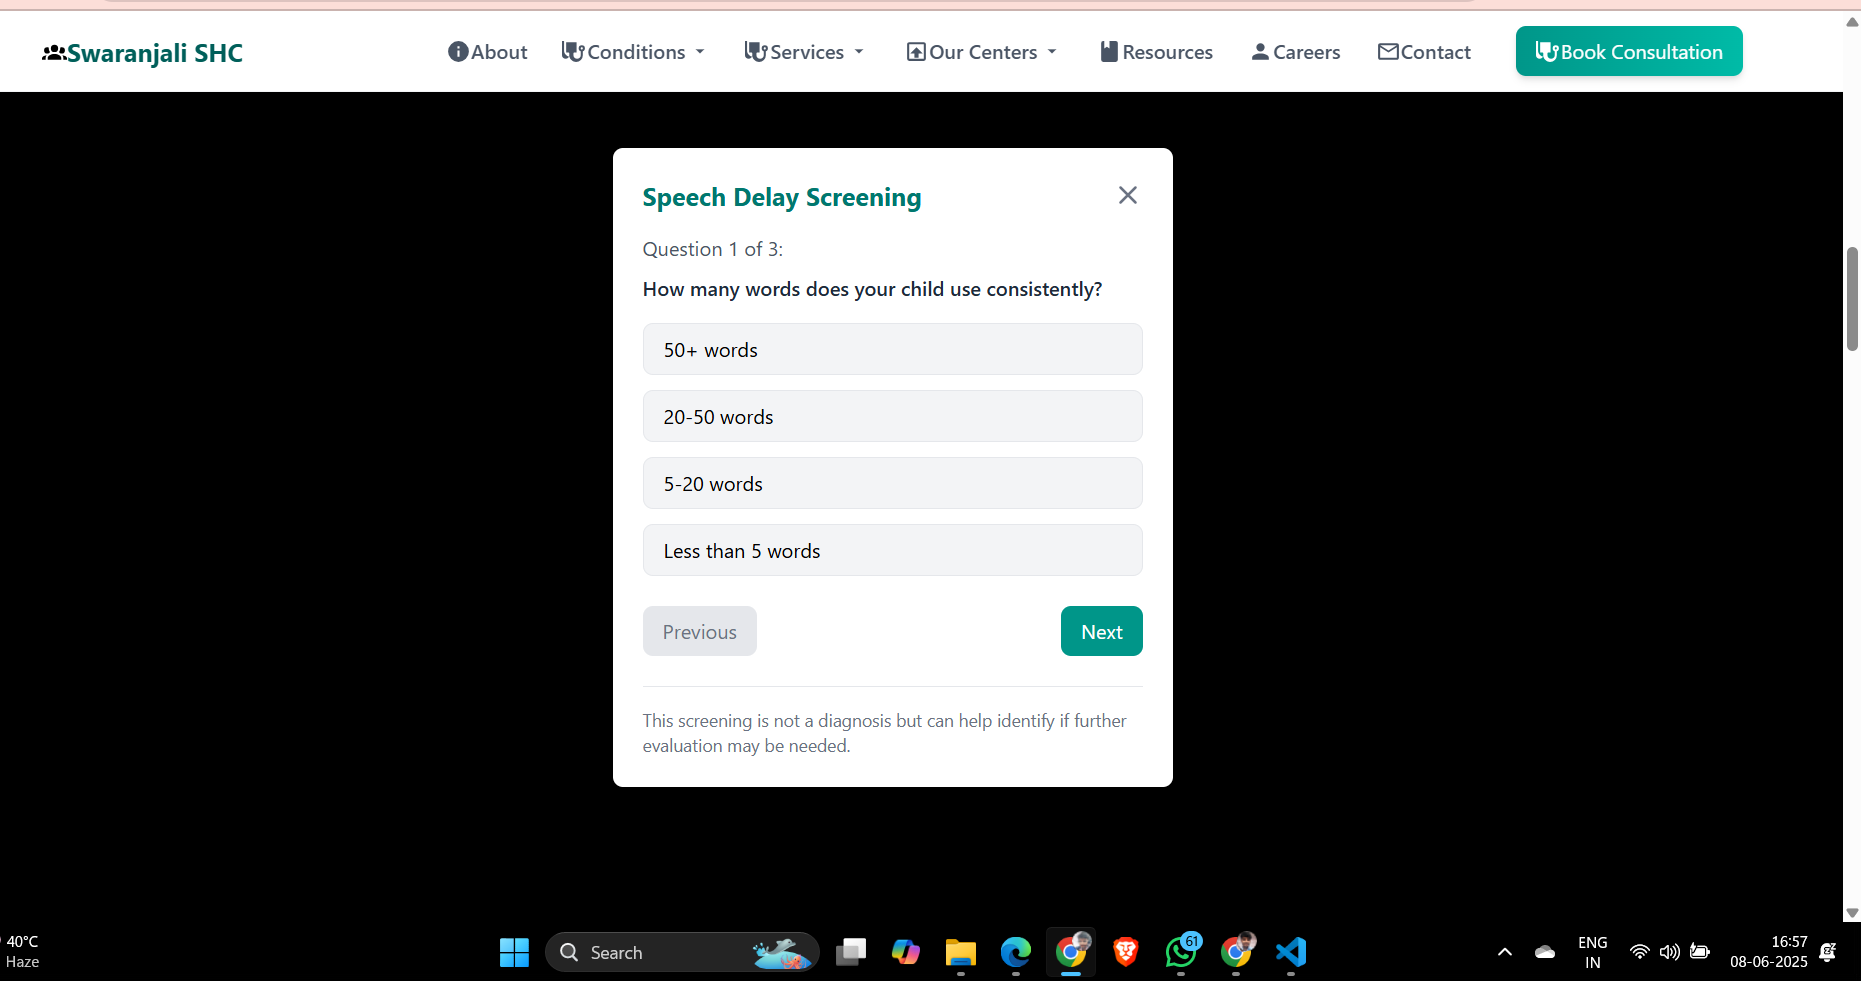 Swaranjali SHC
About
Conditions
Services
Our Centers
Resources
Careers
Contact
Book Consultation
Speech Delay Screening
Question 1 of 3:
How many words does your child use consistently?
50+ words
20-50 words
5-20 words
Less than 5 words
Previous
Next
This screening is not a diagnosis but can help identify if further
evaluation may be needed.
40°C
Haze
Search
61
ENG
IN
16:57
08-06-2025